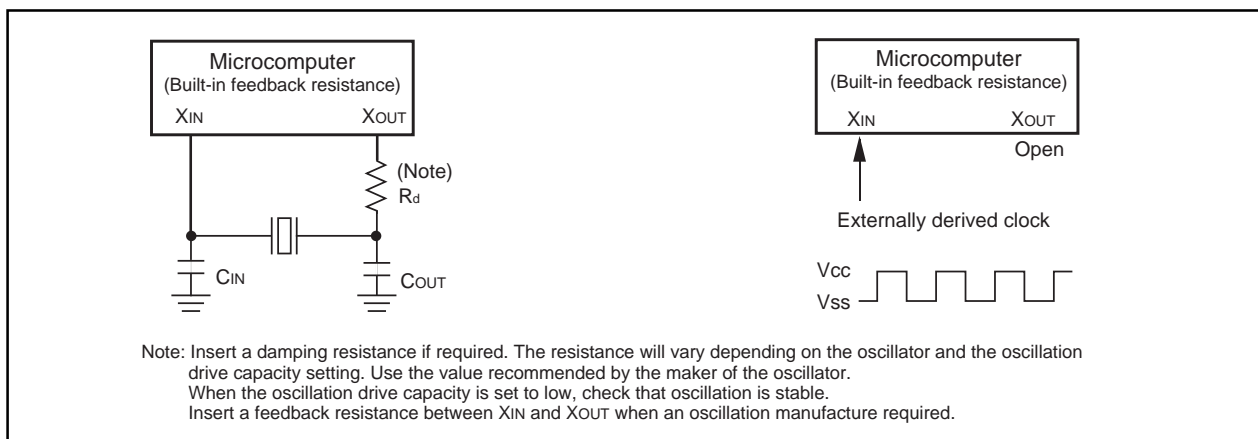 Microcomputer
(Built-in feedback resistance)
XIN XOUT
(Note)
Rd
CIN
COUT
Microcomputer
(Built-in feedback resistance)
XIN XOUT
Open
Externally derived clock
Vcc
Vss
Note: Insert a damping resistance if required. The resistance will vary depending on the oscillator and the oscillation
drive capacity setting. Use the value recommended by the maker of the oscillator.
When the oscillation drive capacity is set to low, check that oscillation is stable.
Insert a feedback resistance between XIN and XOUT when an oscillation manufacture required.